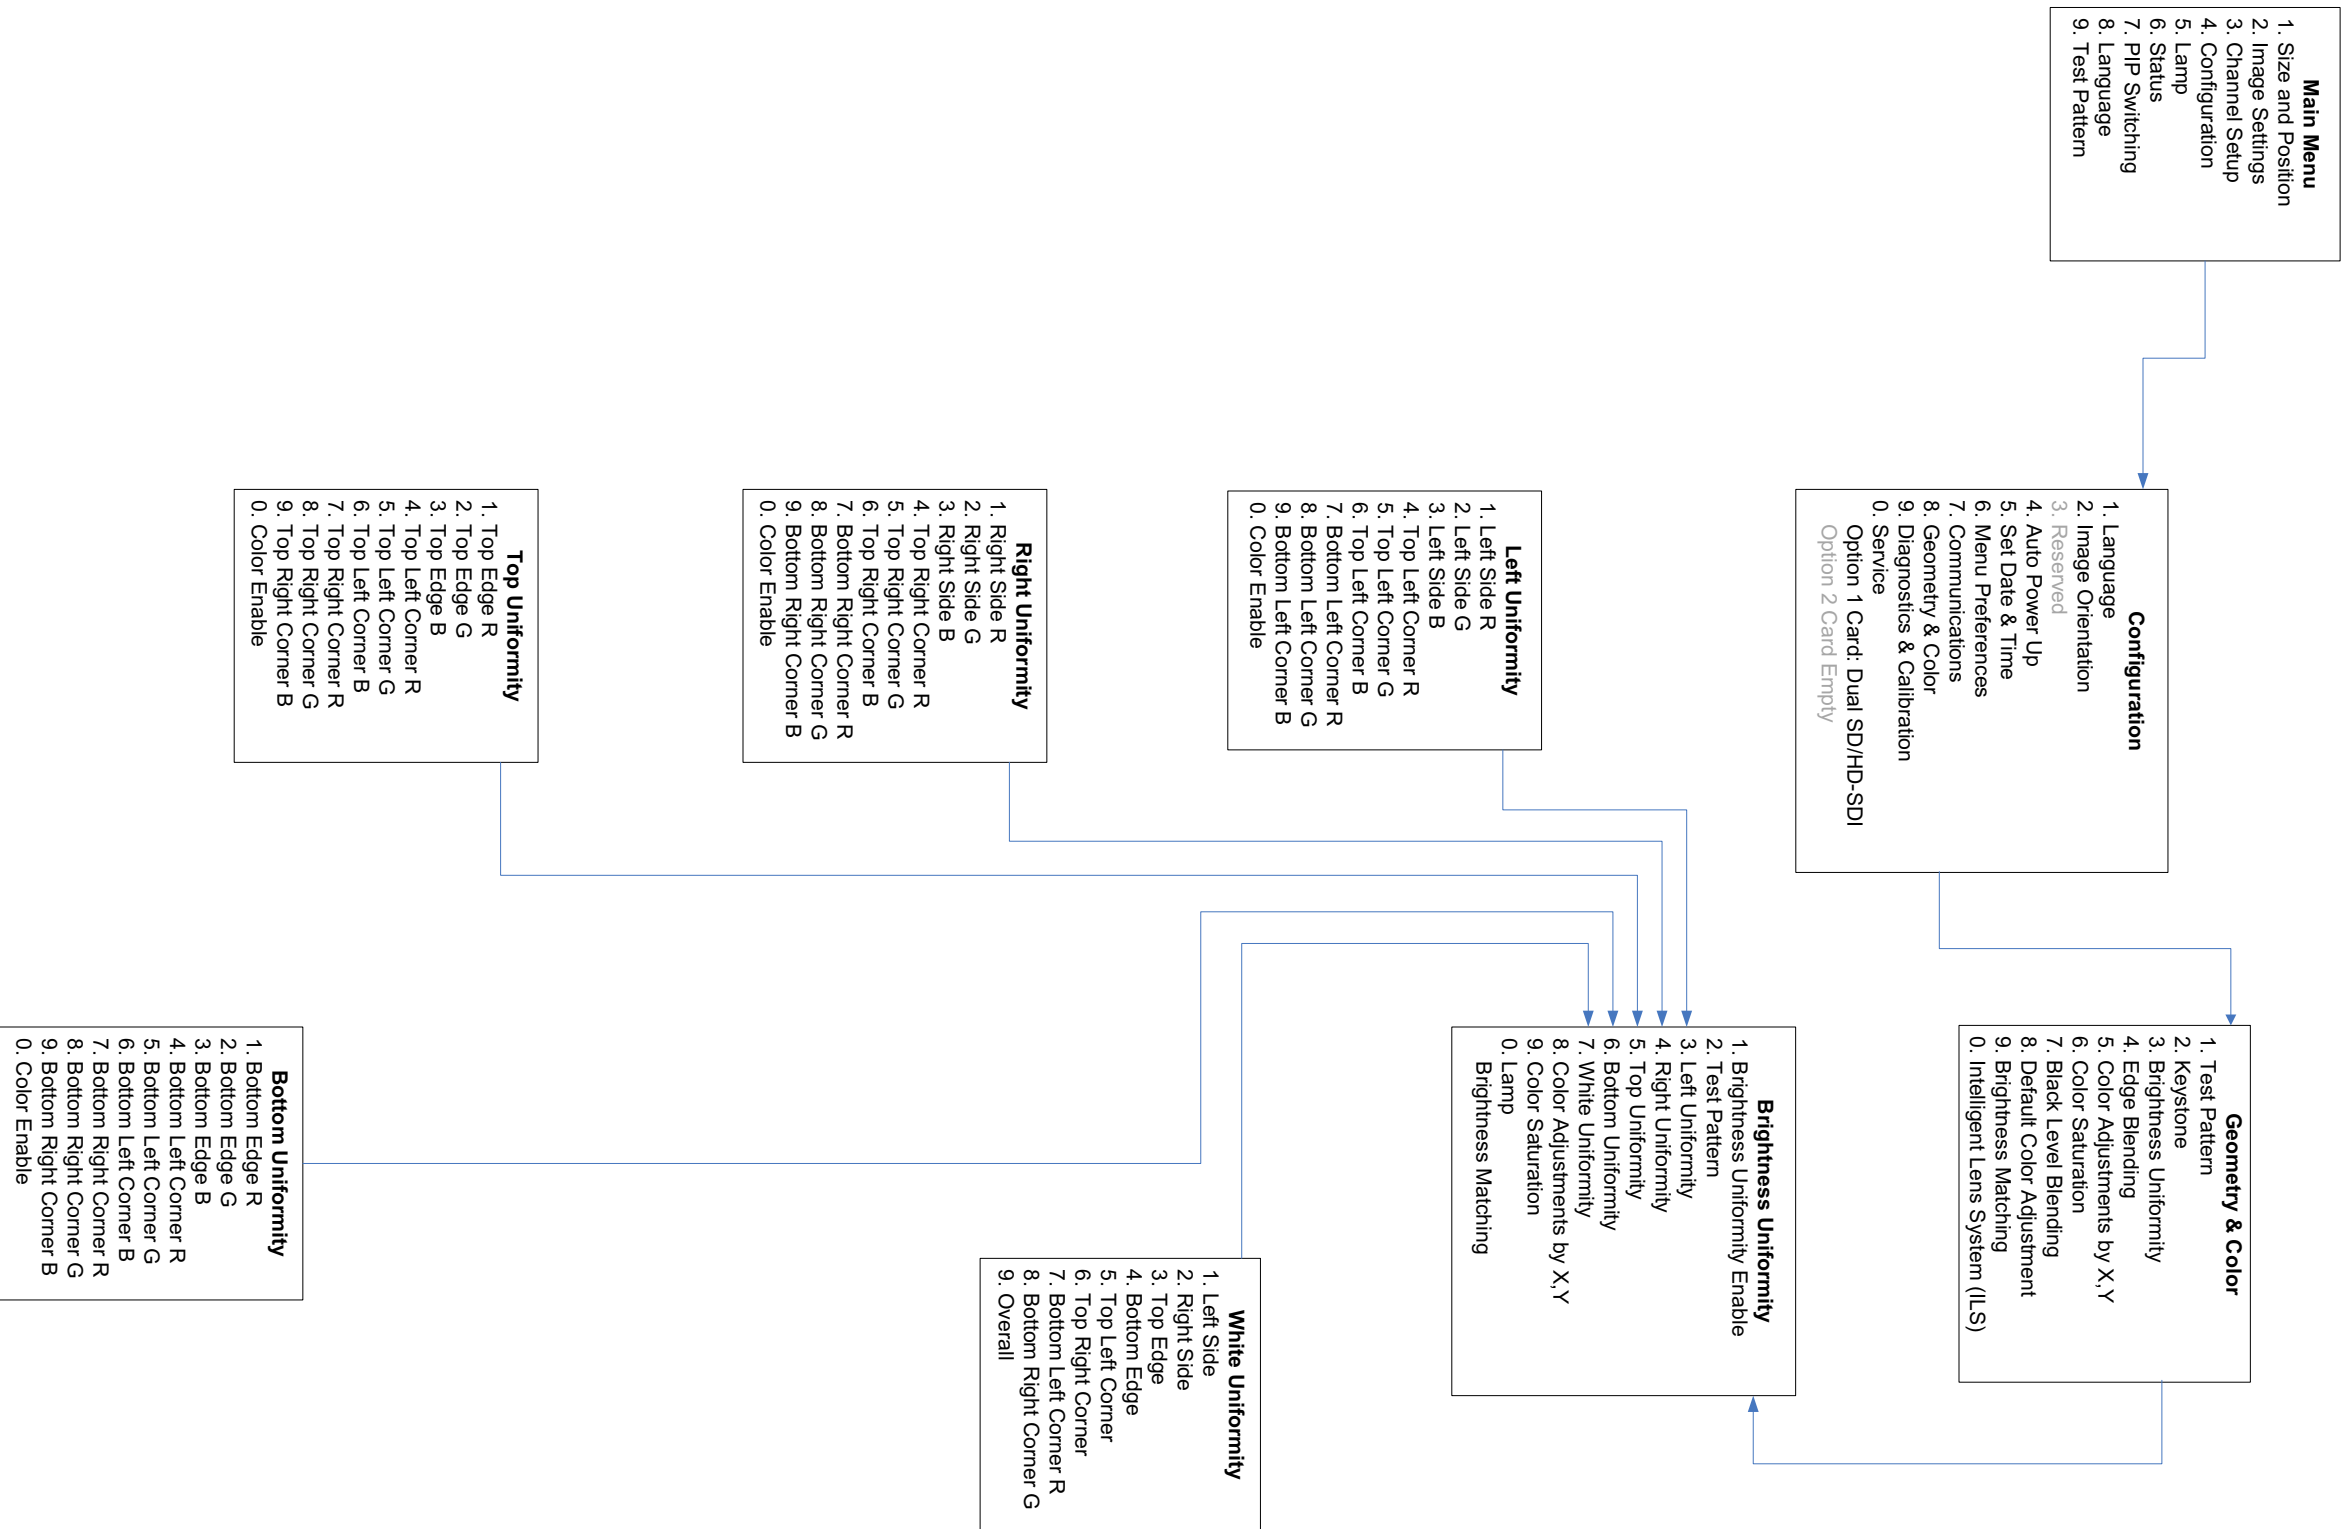 Main Menu
1. Size and Position
2. Image Settings
3. Channel Setup
4. Configuration
5. Lamp
6. Status
7. PIP Switching
8. Language
9. Test Pattern
Configuration
1. Language
2. Image Orientation
3. Reserved
4. Auto Power Up
5. Set Date & Time
6. Menu Preferences
7. Communications
8. Geometry & Color
9. Diagnostics & Calibration
0. Service
Option 1 Card: Dual SD/HD-SDI
Option 2 Card Empty
Geometry & Color
1. Test Pattern
2. Keystone
3. Brightness Uniformity
4. Edge Blending
5. Color Adjustments by X,Y
6. Color Saturation
7. Black Level Blending
8. Default Color Adjustment
9. Brightness Matching
0. Intelligent Lens System (ILS)
Left Uniformity
1. Left Side R
2. Left Side G
3. Left Side B
4. Top Left Corner R
5. Top Left Corner G
6. Top Left Corner B
7. Bottom Left Corner R
8. Bottom Left Corner G
9. Bottom Left Corner B
0. Color Enable
Brightness Uniformity
1. Brightness Uniformity Enable
2. Test Pattern
3. Left Uniformity
4. Right Uniformity
5. Top Uniformity
6. Bottom Uniformity
7. White Uniformity
8. Color Adjustments by X,Y
9. Color Saturation
0. Lamp
Brightness Matching
Right Uniformity
1. Right Side R
2. Right Side G
3. Right Side B
4. Top Right Corner R
5. Top Right Corner G
6. Top Right Corner B
7. Bottom Right Corner R
8. Bottom Right Corner G
9. Bottom Right Corner B
0. Color Enable
White Uniformity
1. Left Side
2. Right Side
3. Top Edge
4. Bottom Edge
5. Top Left Corner
6. Top Right Corner
7. Bottom Left Corner R
8. Bottom Right Corner G
9. Overall
Top Uniformity
1. Top Edge R
2. Top Edge G
3. Top Edge B
4. Top Left Corner R
5. Top Left Corner G
6. Top Left Corner B
7. Top Right Corner R
8. Top Right Corner G
9. Top Right Corner B
0. Color Enable
Bottom Uniformity
1. Bottom Edge R
2. Bottom Edge G
3. Bottom Edge B
4. Bottom Left Corner R
5. Bottom Left Corner G
6. Bottom Left Corner B
7. Bottom Right Corner R
8. Bottom Right Corner G
9. Bottom Right Corner B
0. Color Enable